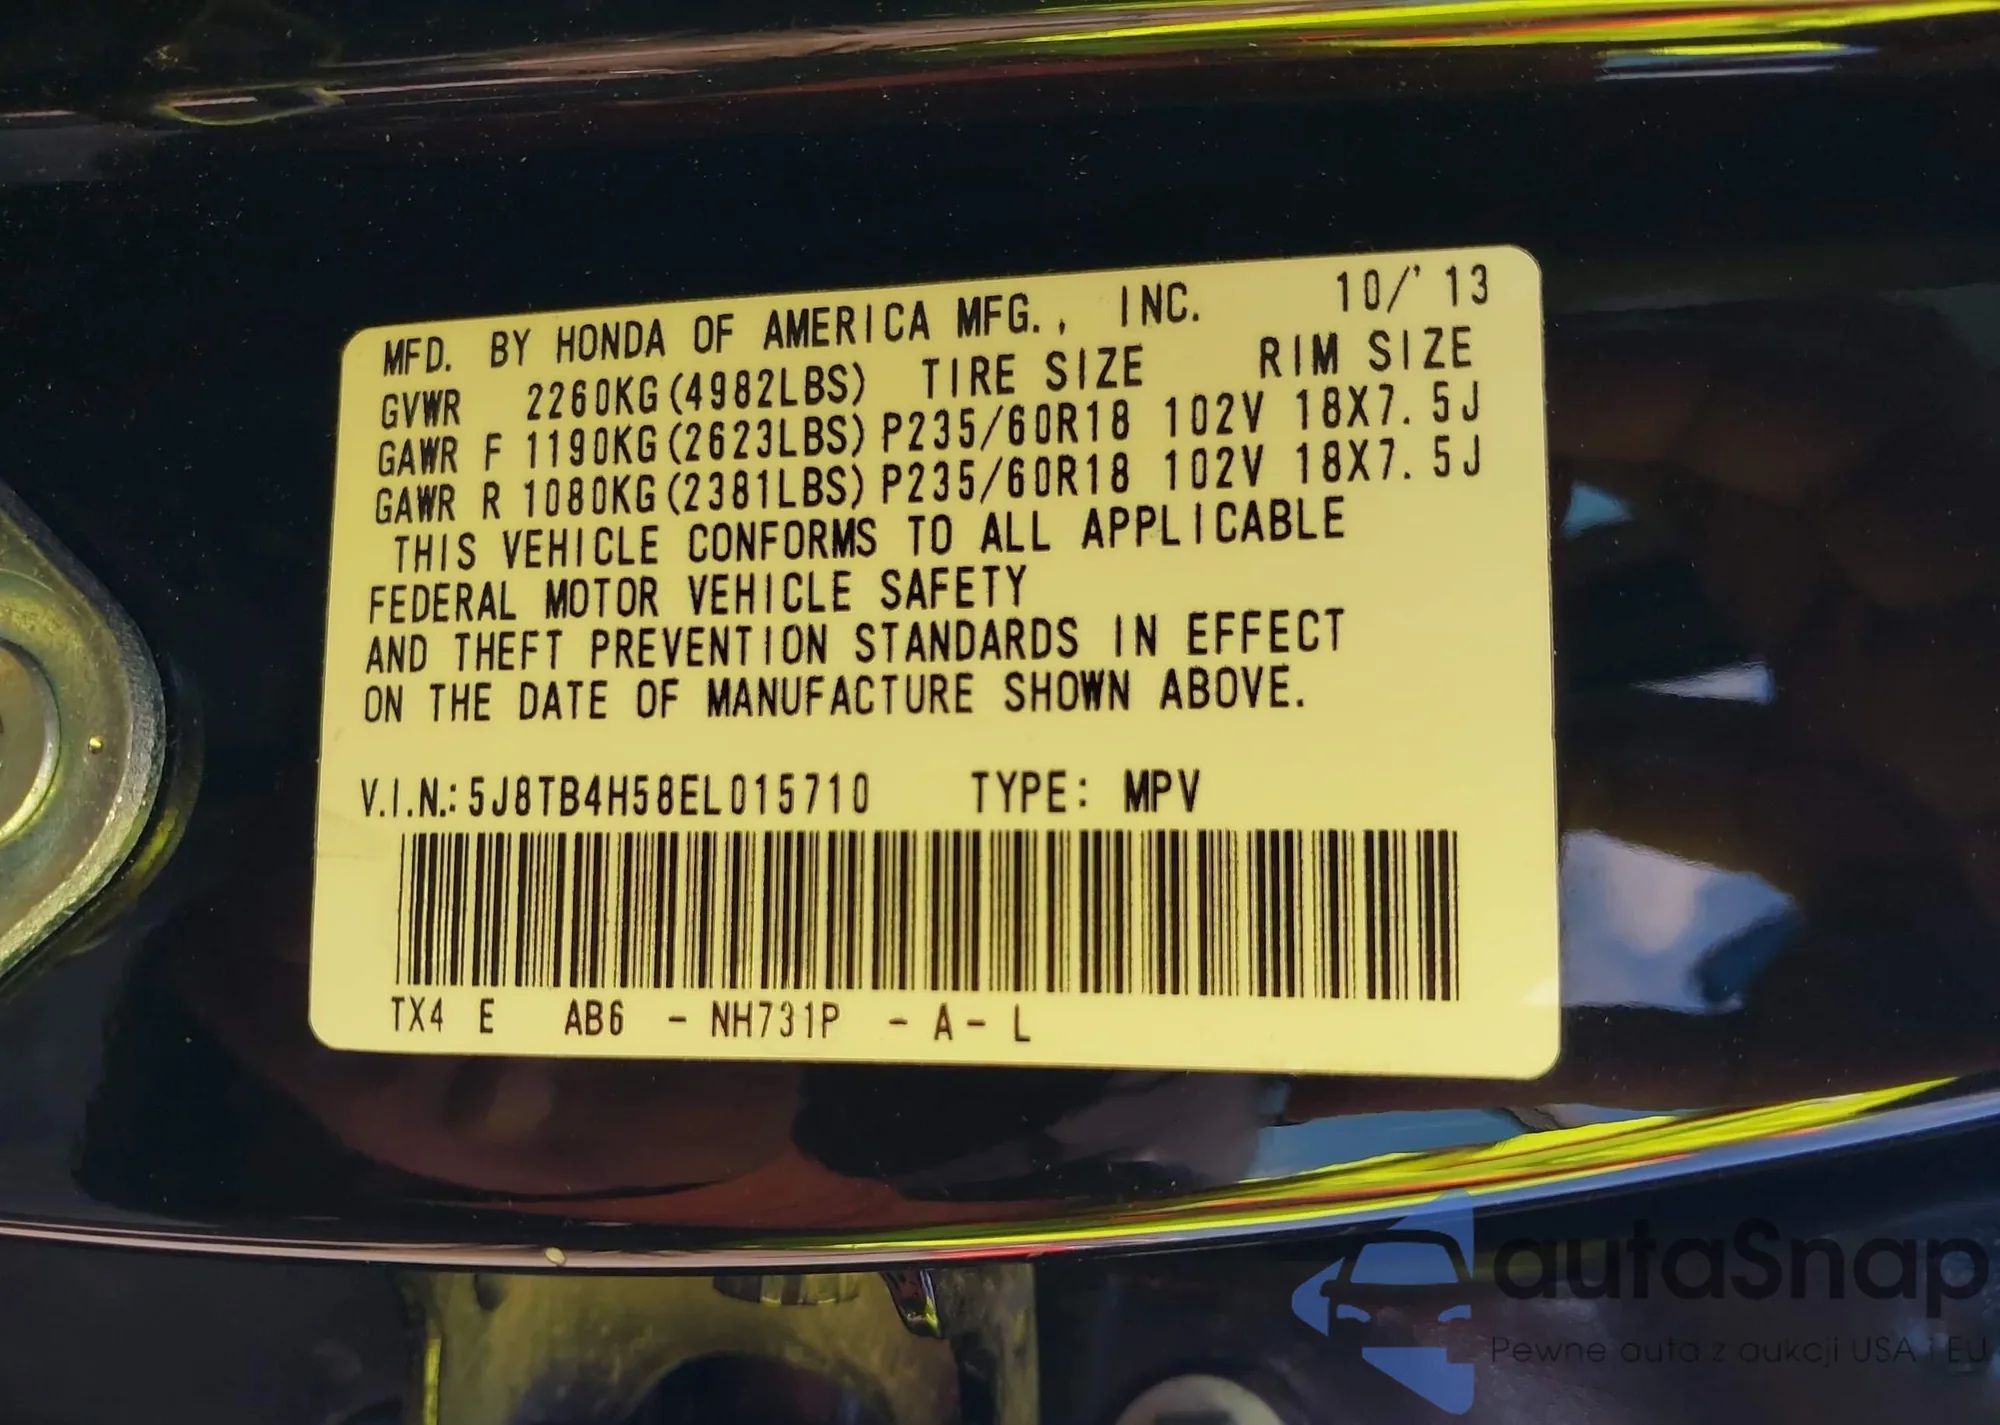 MFD. BY HONDA OF AMERICA MFG., INC. 10/'13
GVWR 2260KG(4982LBS) TIRE SIZE RIM SIZE
GAWR F 1190KG(2623LBS) P235/60R18 102V 18X7.5J
GAWR R 1080KG(2381LBS) P235/60R18 102V 18X7.5J
THIS VEHICLE CONFORMS TO ALL APPLICABLE
FEDERAL MOTOR VEHICLE SAFETY
AND THEFT PREVENTION STANDARDS IN EFFECT
ON THE DATE OF MANUFACTURE SHOWN ABOVE.
V.I.N.: 5J8TB4H58EL015710 TYPE: MPV
TX4 E AB6 - NH731P - A - L
autaSnap
Pewne auta z aukcji USA i EU